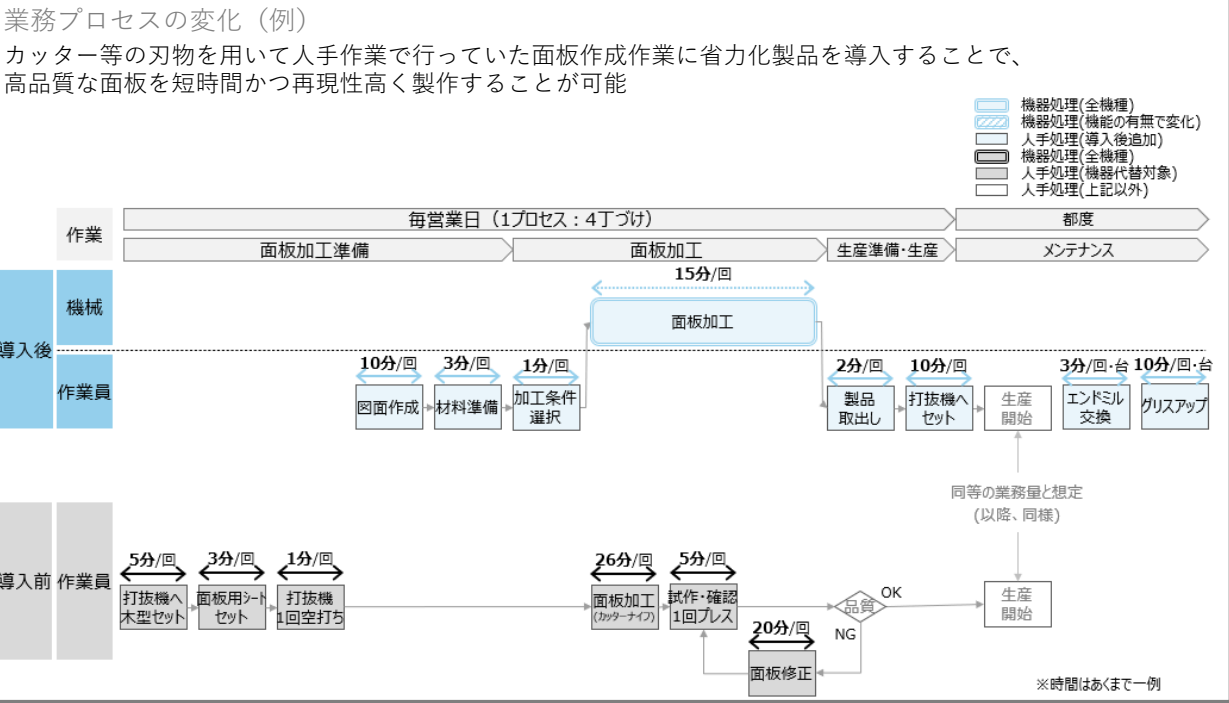 業務プロセスの変化（例）
カッター等の刃物を用いて人手作業で行っていた面板作成作業に省力化製品を導入することで、
高品質な面板を短時間かつ再現性高く製作することが可能
機器処理(全機種)
機器処理(機能の有無で変化)
人手処理(導入後追加)
機器処理(全機種)
人手処理(機器代替対象)
人手処理(上記以外)
作業
毎営業日（1プロセス：4丁づけ）
都度
面板加工準備
面板加工
生産準備・生産
メンテナンス
導入後
機械
15分/回
面板加工
作業員
10分/回
3分/回
1分/回
2分/回
10分/回
3分/回・台
10分/回・台
図面作成
材料準備
加工条件
選択
製品
取出し
打抜機へ
セット
生産
開始
エンドミル
交換
グリスアップ
同等の業務量と想定
(以降、同様)
導入前
作業員
5分/回
3分/回
1分/回
26分/回
5分/回
打抜機へ
木型セット
面板用シート
セット
打抜機
1回空打ち
面板加工
(カッターナイフ)
試作・確認
1回プレス
品質
OK
NG
生産
開始
20分/回
面板修正
※時間はあくまで一例